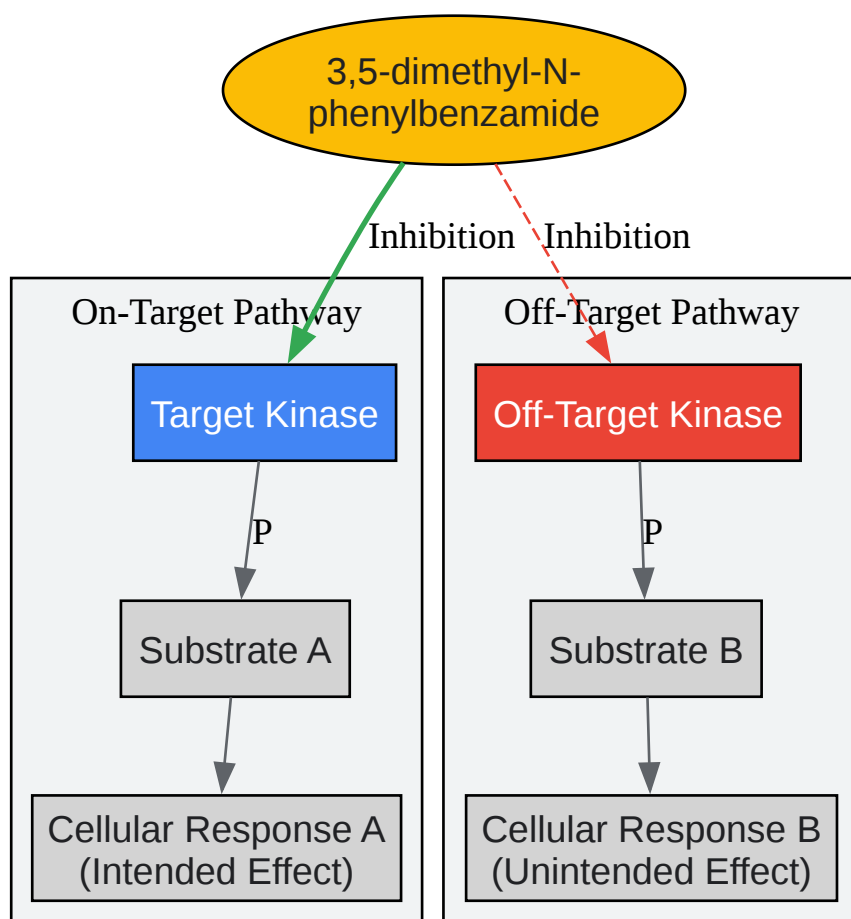 3,5-dimethyl-N-
phenylbenzamide
Inhibition
Inhibition
On-Target Pathway
Off-Target Pathway
Target Kinase
Off-Target Kinase
P
P
Substrate A
Substrate B
Cellular Response A
(Intended Effect)
Cellular Response B
(Unintended Effect)